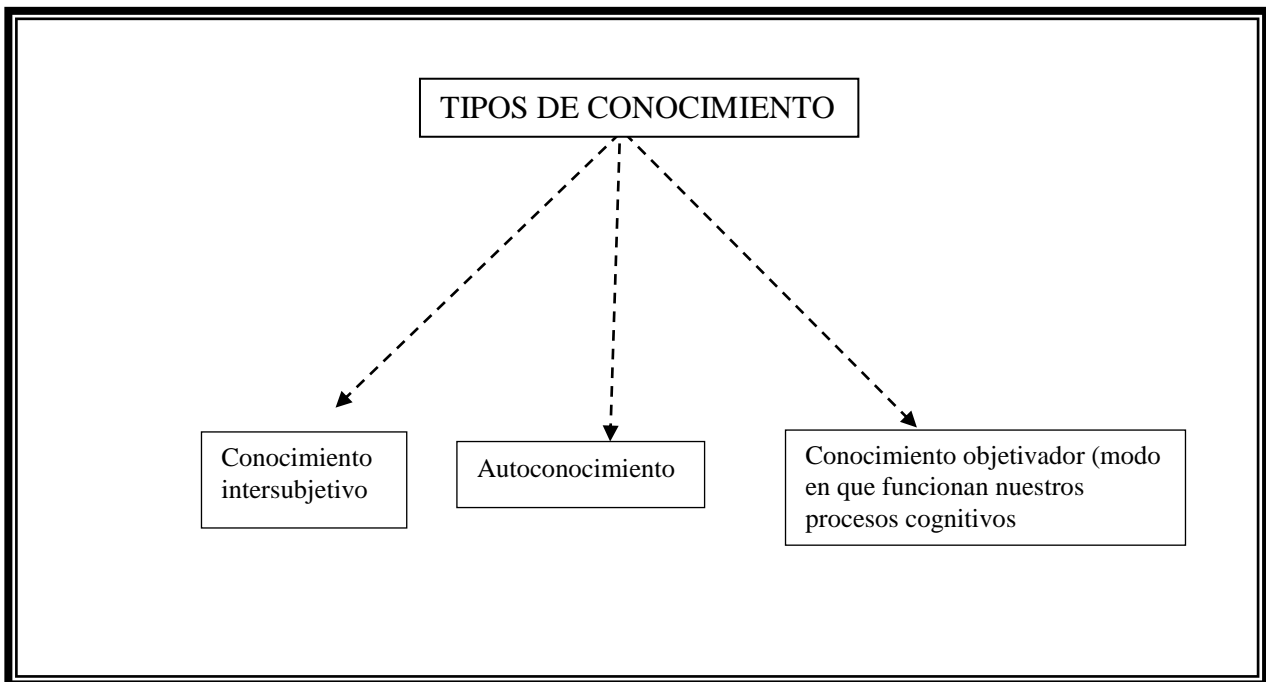 TIPOS DE CONOCIMIENTO
Conocimiento
intersubjetivo
Autoconocimiento
Conocimiento objetivador (modo
en que funcionan nuestros
procesos cognitivos